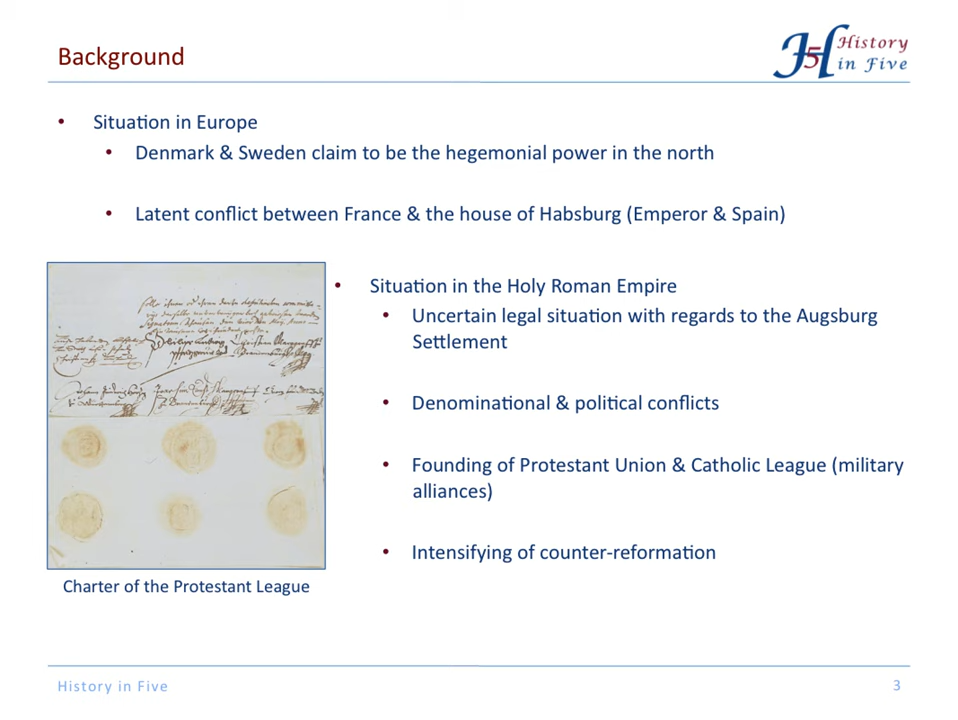 Background
History
in Five
• Situation in Europe
• Denmark & Sweden claim to be the hegemonial power in the north
• Latent conflict between France & the house of Habsburg (Emperor & Spain)
• Situation in the Holy Roman Empire
• Uncertain legal situation with regards to the Augsburg
Settlement
• Denominational & political conflicts
• Founding of Protestant Union & Catholic League (military
alliances)
• Intensifying of counter-reformation
Charter of the Protestant League
History in Five
3